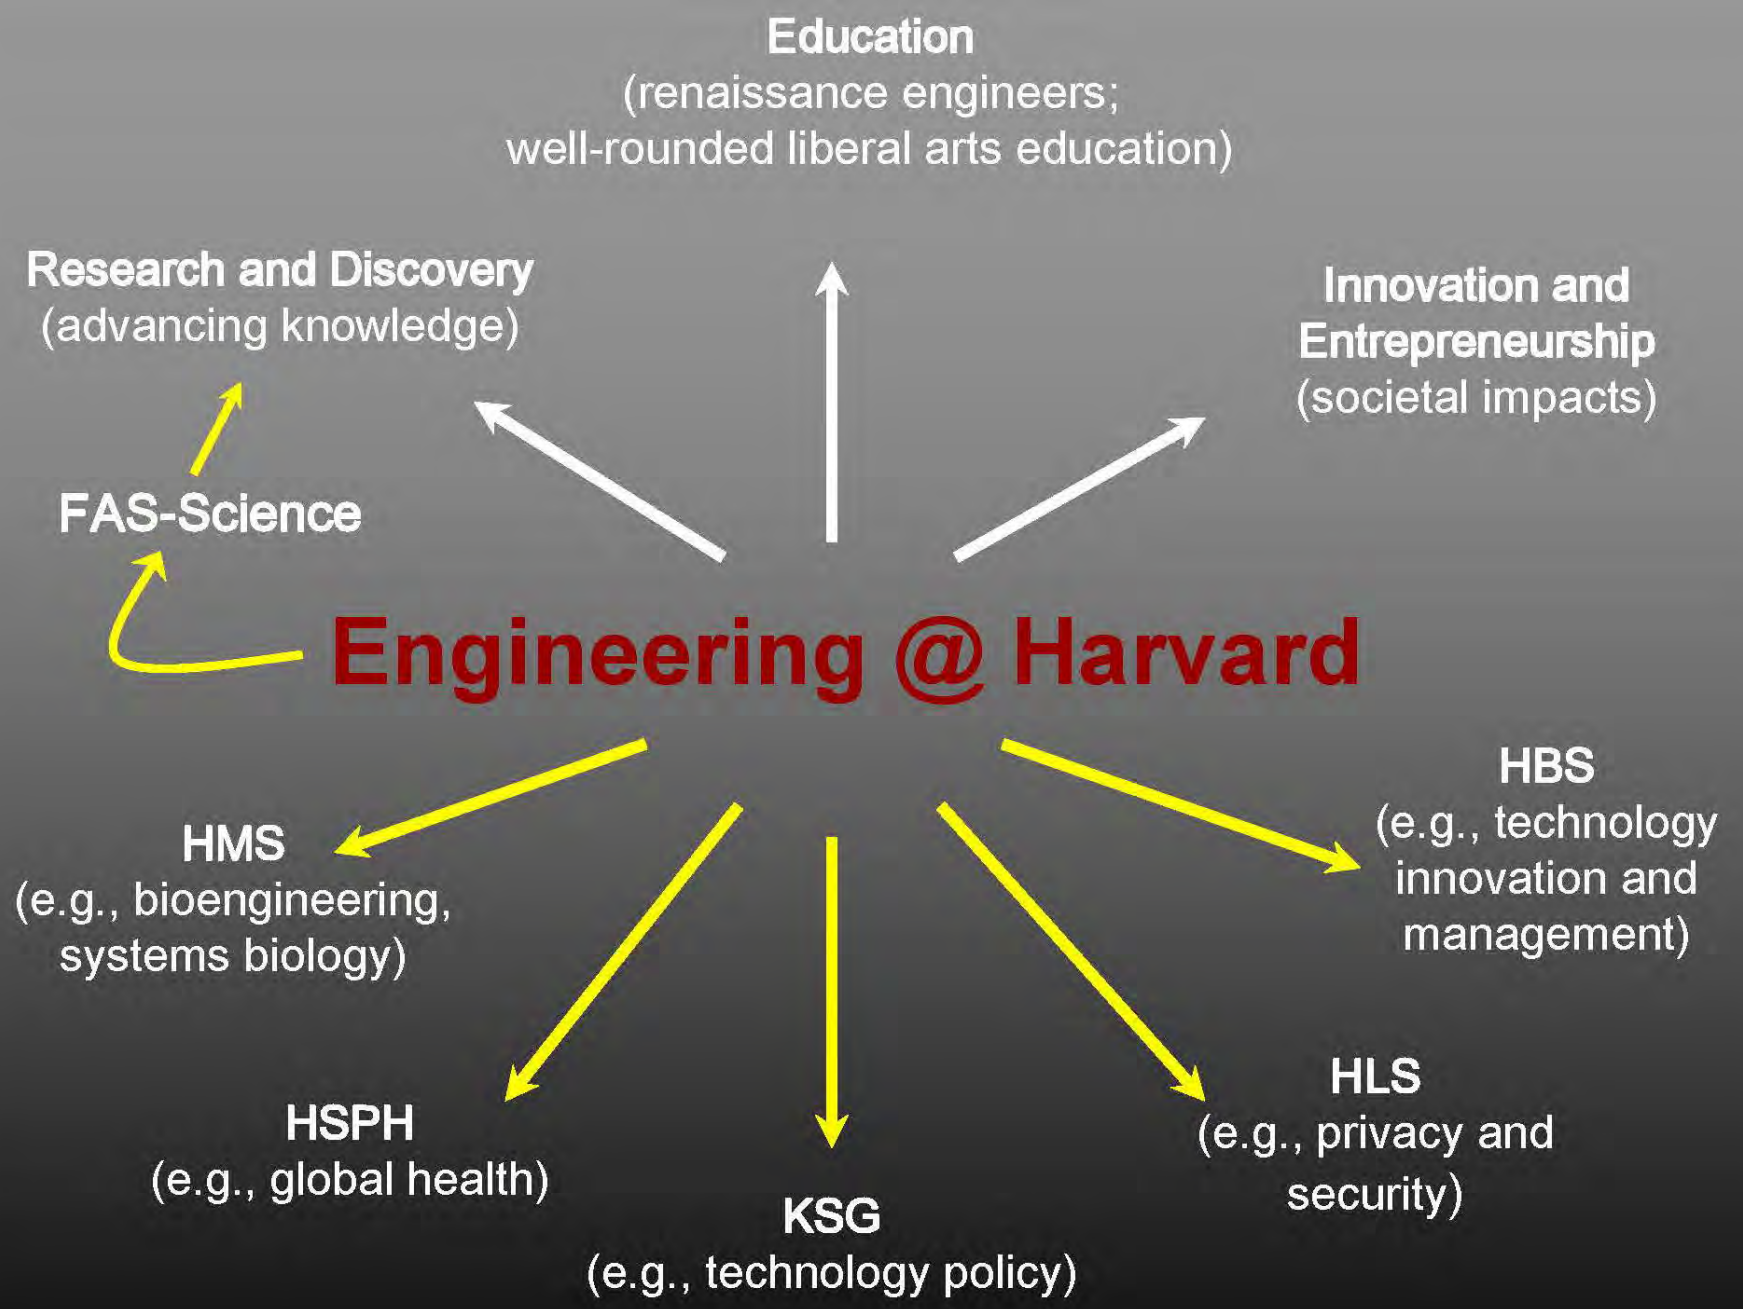 Education
(renaissance engineers;
well-rounded liberal arts education)
Research and Discovery
(advancing knowledge)
Innovation and
Entrepreneurship
(societal impacts)
FAS-Science
Engineering @ Harvard
HMS
(e.g., bioengineering,
systems biology)
HBS
(e.g., technology
innovation and
management)
HSPH
(e.g., global health)
HLS
(e.g., privacy and
security)
KSG
(e.g., technology policy)